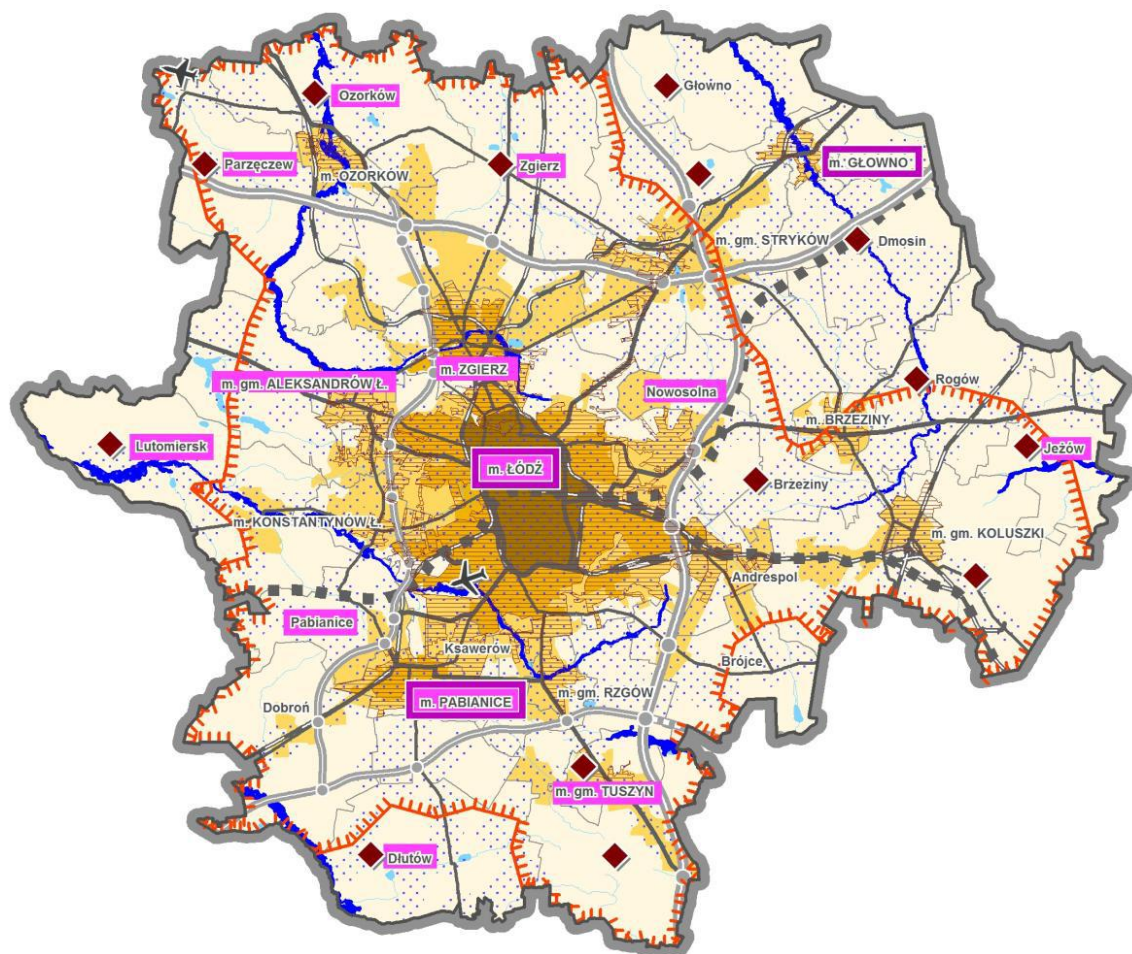 Głowno
Ozorków
Parzęczew
Zgierz
m. GŁOWNO
m. OZORKÓW
m. gm. STRYKÓW
Dmosin
m. ZGIERZ
m. gm. ALEKSANDRÓW Ł.
Nowosolna
Rogów
m. BRZEZINY
Lutomiersk
Jeżów
m. ŁÓDŹ
Brzeziny
m. KONSTANTYNÓW Ł.
m. gm. KOLUSZKI
Andrespol
Pabianice
Ksawerów
Brójce
m. gm. RZGÓW
m. PABIANICE
Dobroń
m. gm. TUSZYN
Dłutów